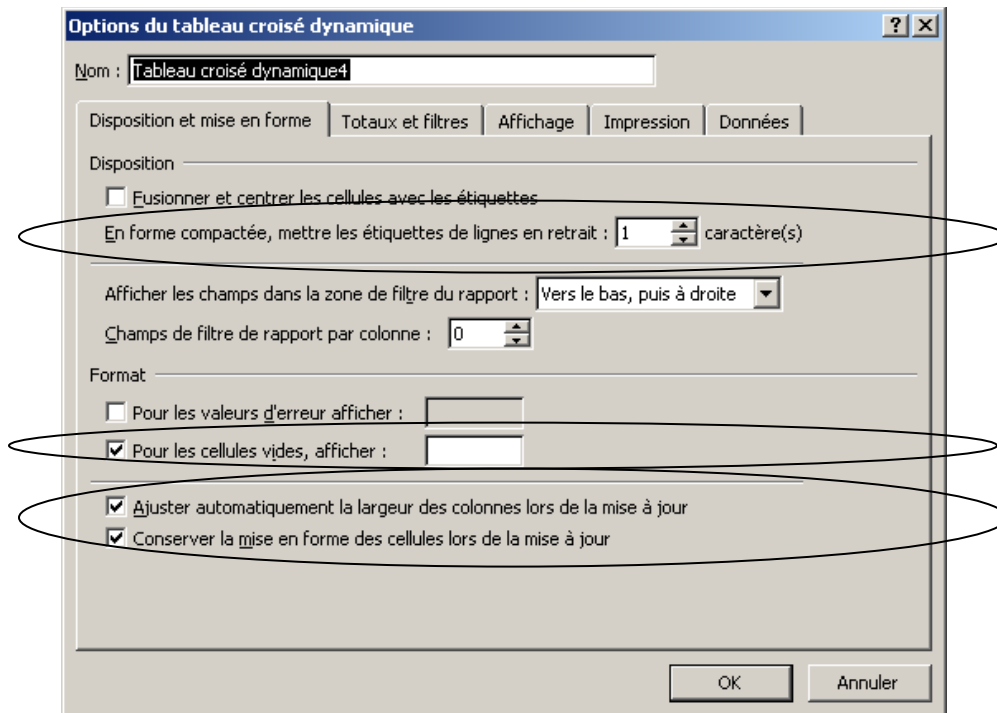 Options du tableau croisé dynamique
Nom : Tableau croisé dynamique4
Disposition et mise en forme Totaux et filtres Affichage Impression Données
Disposition
Fusionner et centrer les cellules avec les étiquettes
En forme compactée, mettre les étiquettes de lignes en retrait : 1 caractère(s)
Afficher les champs dans la zone de filtre du rapport : Vers le bas, puis à droite
Champs de filtre de rapport par colonne : 0
Format
Pour les valeurs d'erreur afficher :
Pour les cellules vides, afficher :
Ajuster automatiquement la largeur des colonnes lors de la mise à jour
Conserver la mise en forme des cellules lors de la mise à jour
OK Annuler